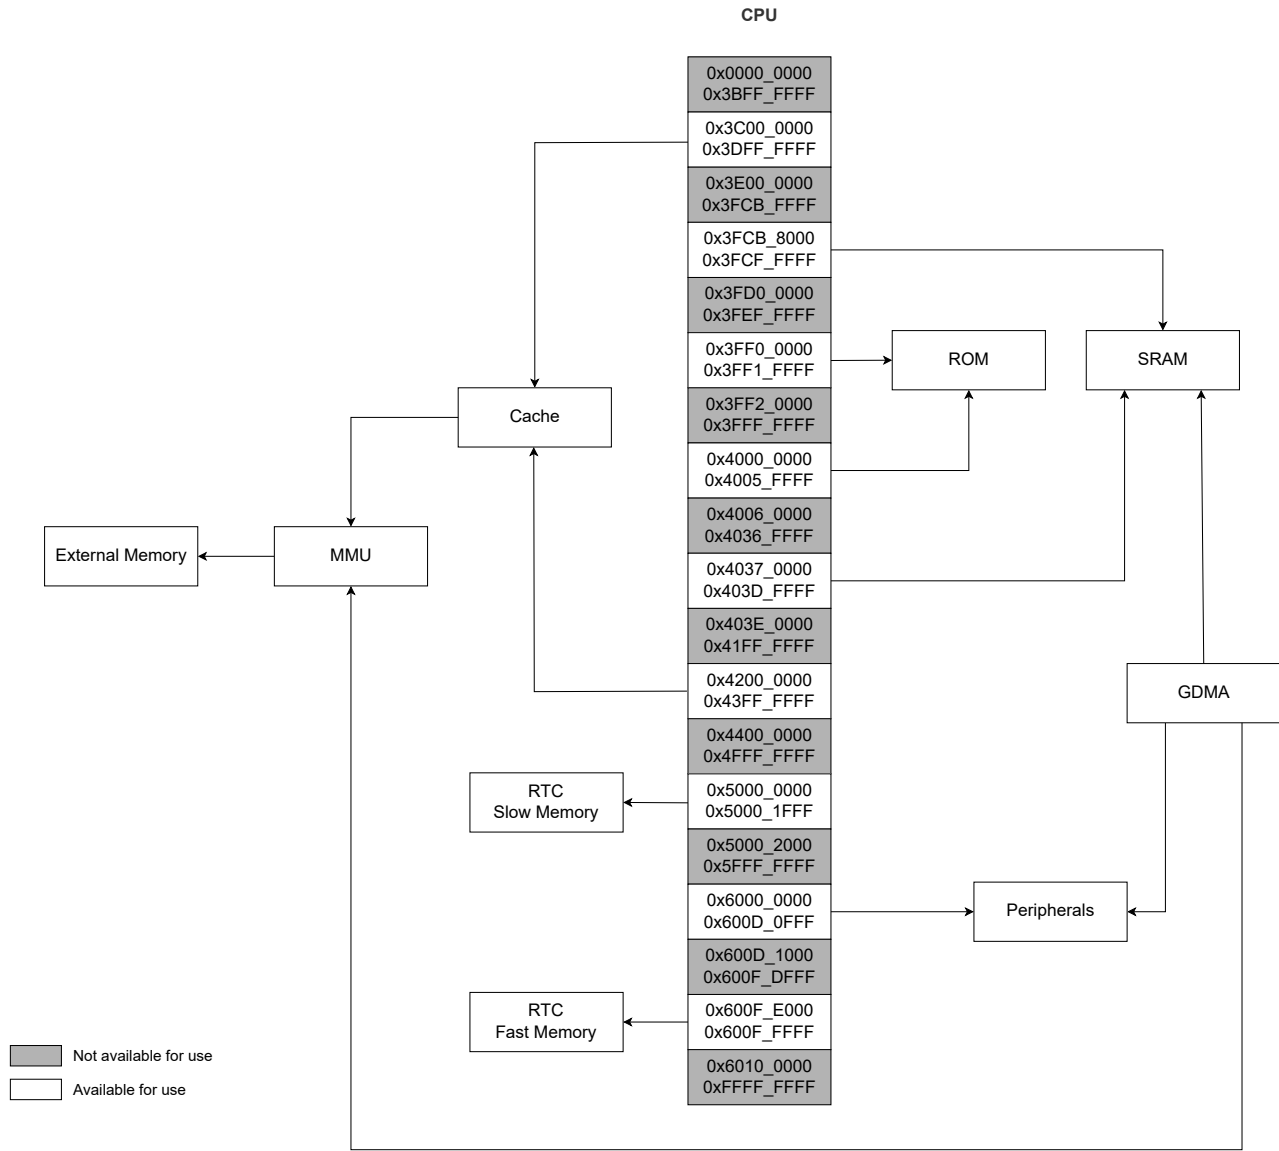 CPU
0x0000_0000
0x3BFF_FFFF
0x3C00_0000
0x3DFF_FFFF
0x3E00_0000
0x3FCB_FFFF
0x3FCB_8000
0x3FCF_FFFF
0x3FD0_0000
0x3FEF_FFFF
0x3FF0_0000
0x3FF1_FFFF
ROM
SRAM
0x3FF2_0000
0x3FFF_FFFF
Cache
0x4000_0000
0x4005_FFFF
0x4006_0000
0x4036_FFFF
External Memory
MMU
0x4037_0000
0x403D_FFFF
0x403E_0000
0x41FF_FFFF
0x4200_0000
0x43FF_FFFF
GDMA
0x4400_0000
0x4FFF_FFFF
RTC
Slow Memory
0x5000_0000
0x5000_1FFF
0x5000_2000
0x5FFF_FFFF
0x6000_0000
0x600D_0FFF
Peripherals
0x600D_1000
0x600F_DFFF
RTC
Fast Memory
0x600F_E000
0x600F_FFFF
0x6010_0000
0xFFFF_FFFF
Not available for use
Available for use